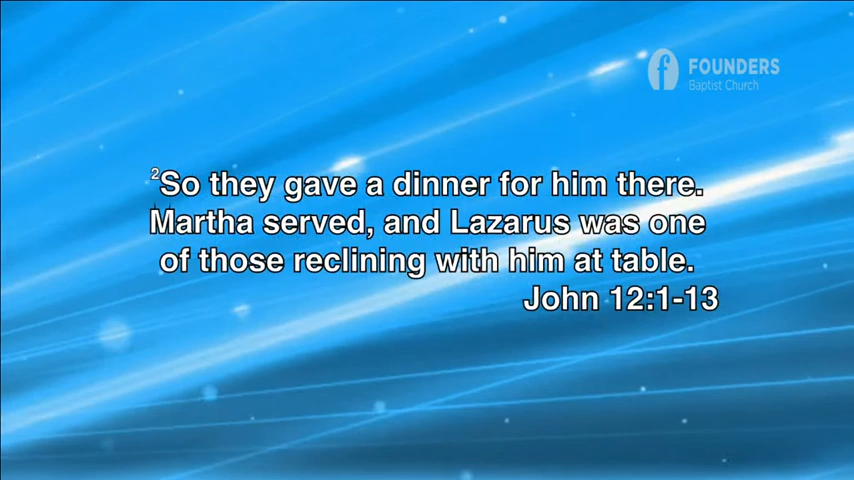 FOUNDERS
Baptist Church
²So they gave a dinner for him there.
Martha served, and Lazarus was one
of those reclining with him at table.
John 12:1-13